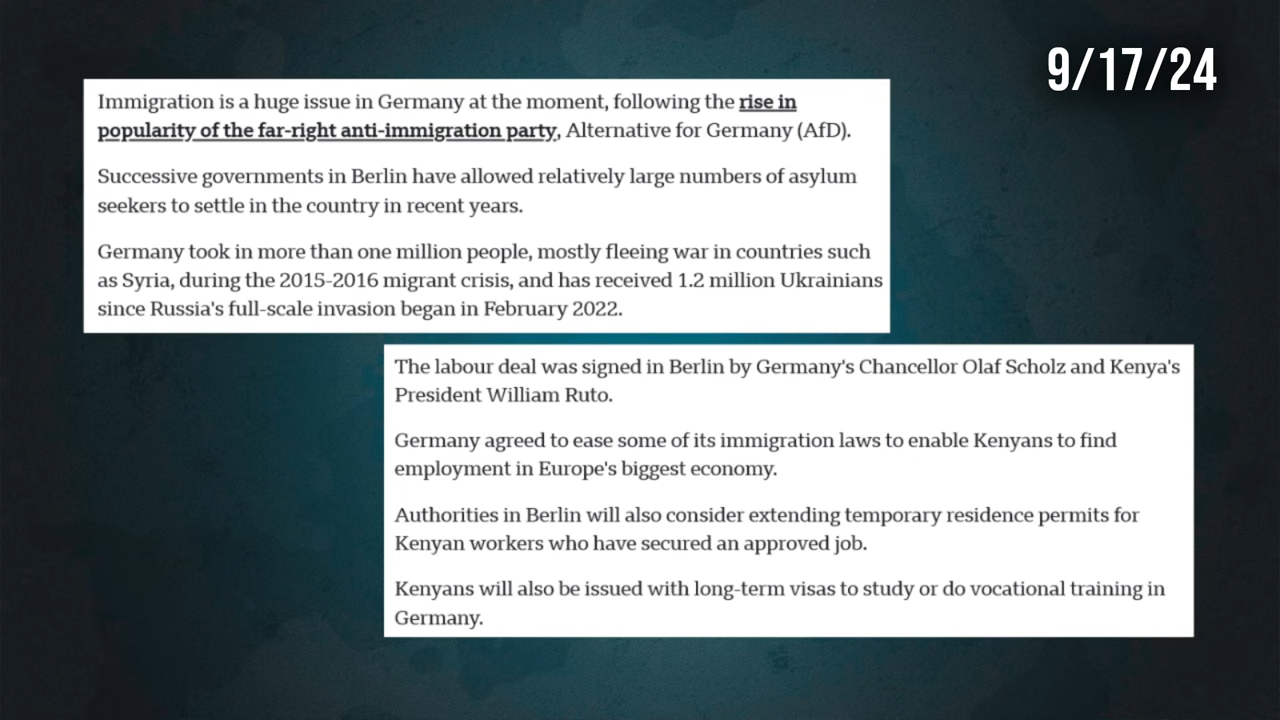 9/17/24
Immigration is a huge issue in Germany at the moment, following the rise in
popularity of the far-right anti-immigration party, Alternative for Germany (AfD).
Successive governments in Berlin have allowed relatively large numbers of asylum
seekers to settle in the country in recent years.
Germany took in more than one million people, mostly fleeing war in countries such
as Syria, during the 2015-2016 migrant crisis, and has received 1.2 million Ukrainians
since Russia's full-scale invasion began in February 2022.
The labour deal was signed in Berlin by Germany's Chancellor Olaf Scholz and Kenya's
President William Ruto.
Germany agreed to ease some of its immigration laws to enable Kenyans to find
employment in Europe's biggest economy.
Authorities in Berlin will also consider extending temporary residence permits for
Kenyan workers who have secured an approved job.
Kenyans will also be issued with long-term visas to study or do vocational training in
Germany.